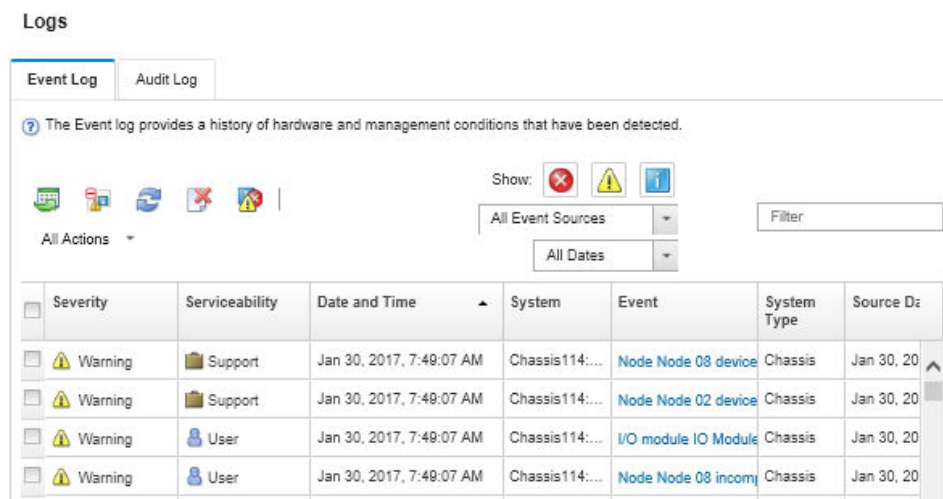 Logs
Event Log Audit Log
? The Event log provides a history of hardware and management conditions that have been detected.
Show:
All Event Sources Filter
All Actions
All Dates
Severity Serviceability Date and Time System Event System Type Source Da
Warning Support Jan 30, 2017, 7:49:07 AM Chassis114:... Node Node 08 device Chassis Jan 30, 20
Warning Support Jan 30, 2017, 7:49:07 AM Chassis114:... Node Node 02 device Chassis Jan 30, 20
Warning User Jan 30, 2017, 7:49:07 AM Chassis114:... I/O module IO Module Chassis Jan 30, 20
Warning User Jan 30, 2017, 7:49:07 AM Chassis114:... Node Node 08 incomp Chassis Jan 30, 20